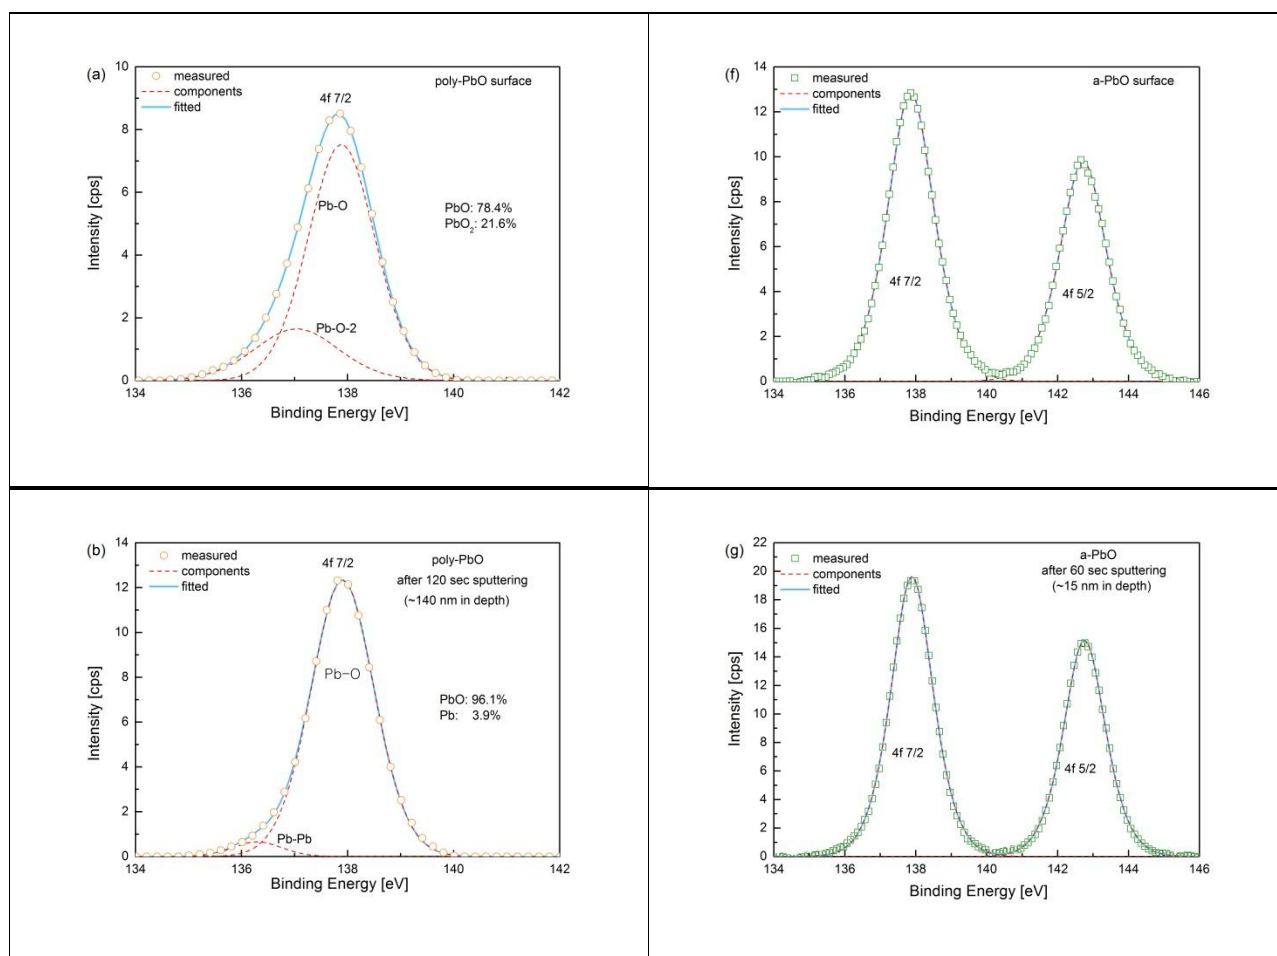 (a)
measured
components
fitted
poly-PbO surface
4f 7/2
Pb-O
Pb-O-2
PbO: 78.4%
PbO₂: 21.6%
Intensity [cps]
0
2
4
6
8
10
134
136
137
138
140
142
Binding Energy [eV]
(f)
measured
components
fitted
a-PbO surface
4f 7/2
4f 5/2
Intensity [cps]
0
2
4
6
8
10
12
14
134
136
138
140
142
144
146
Binding Energy [eV]
(b)
measured
components
fitted
poly-PbO
after 120 sec sputtering
(~140 nm in depth)
4f 7/2
Pb-O
Pb-Pb
PbO: 96.1%
Pb: 3.9%
Intensity [cps]
0
2
4
6
8
10
12
14
134
136
137
138
140
142
Binding Energy [eV]
(g)
measured
components
fitted
a-PbO
after 60 sec sputtering
(~15 nm in depth)
4f 7/2
4f 5/2
Intensity [cps]
0
2
4
6
8
10
12
14
16
18
20
22
134
136
138
140
142
144
146
Binding Energy [eV]